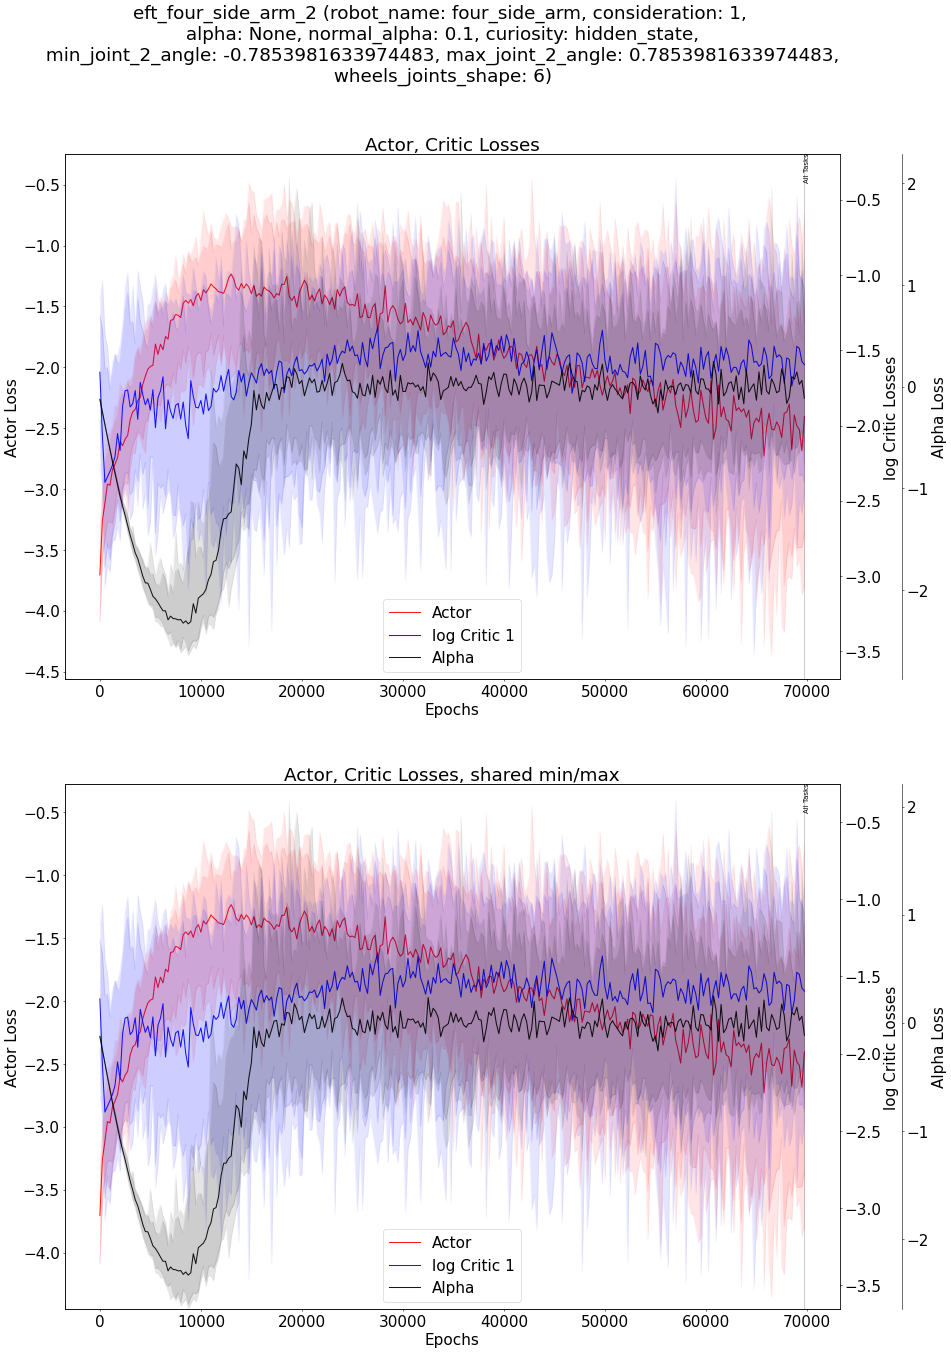 eft_four_side_arm_2 (robot_name: four_side_arm, consideration: 1,
alpha: None, normal_alpha: 0.1, curiosity: hidden_state,
min_joint_2_angle: -0.7853981633974483, max_joint_2_angle: 0.7853981633974483,
wheels_joints_shape: 6)
Actor, Critic Losses
All Tasks
−0.5
−1.0
−1.5
−2.0
−2.5
−3.0
−3.5
−4.0
−4.5
Actor Loss
−0.5
−1.0
−1.5
−2.0
−2.5
−3.0
−3.5
log Critic Losses
2
1
0
−1
−2
Alpha Loss
Actor
log Critic 1
Alpha
0 10000 20000 30000 40000 50000 60000 70000
Epochs
Actor, Critic Losses, shared min/max
All Tasks
−0.5
−1.0
−1.5
−2.0
−2.5
−3.0
−3.5
−4.0
Actor Loss
−0.5
−1.0
−1.5
−2.0
−2.5
−3.0
−3.5
log Critic Losses
2
1
0
−1
−2
Alpha Loss
Actor
log Critic 1
Alpha
0 10000 20000 30000 40000 50000 60000 70000
Epochs